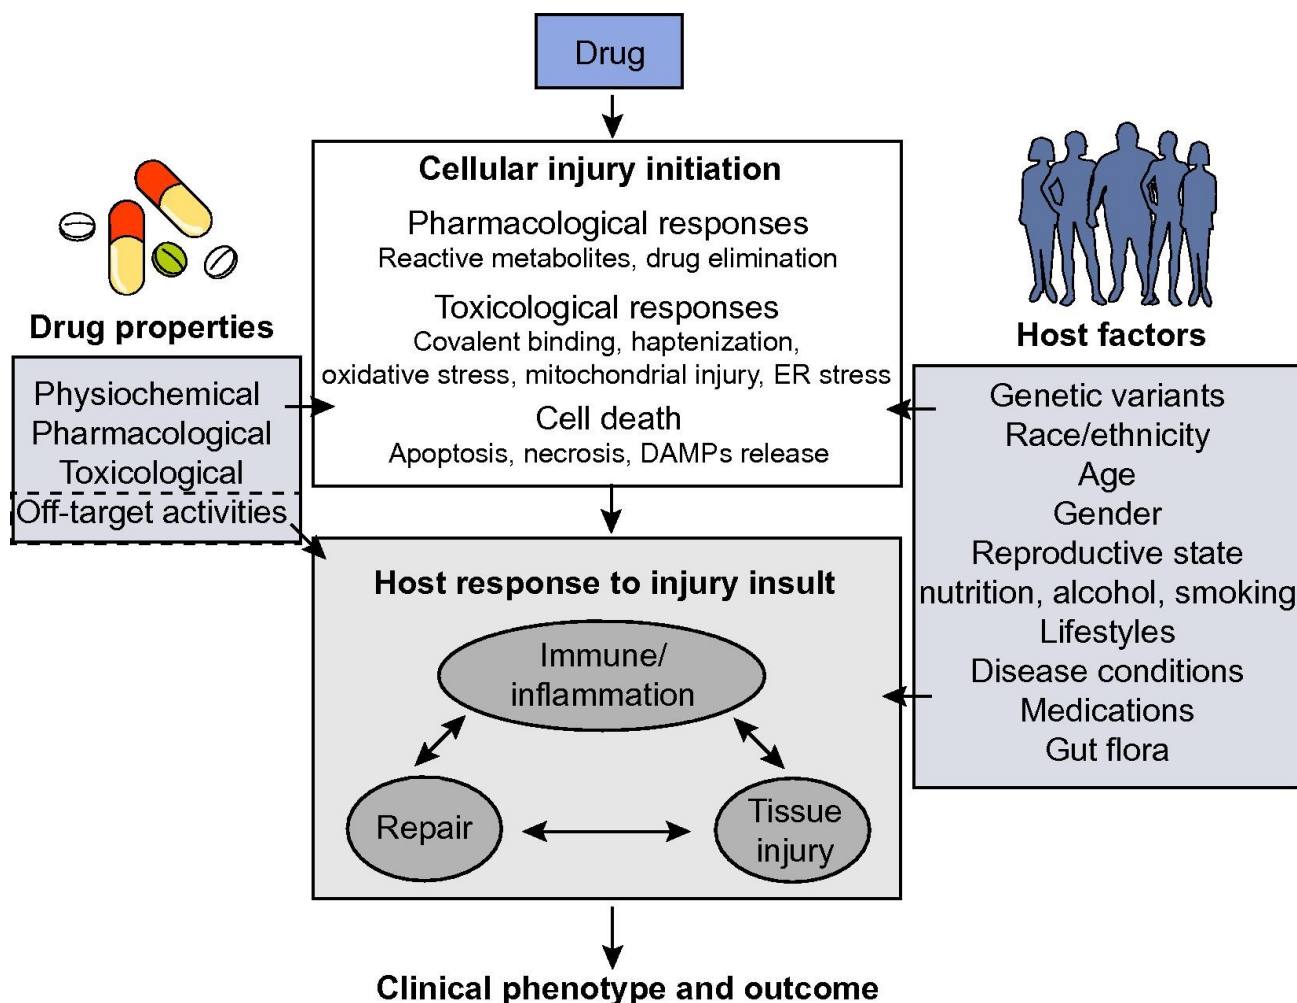 Drug
Cellular injury initiation
Pharmacological responses
Reactive metabolites, drug elimination
Toxicological responses
Covalent binding, haptenization,
oxidative stress, mitochondrial injury, ER stress
Cell death
Apoptosis, necrosis, DAMPs release
Drug properties
Physiochemical
Pharmacological
Toxicological
Off-target activities
Host factors
Genetic variants
Race/ethnicity
Age
Gender
Reproductive state
nutrition, alcohol, smoking
Lifestyles
Disease conditions
Medications
Gut flora
Host response to injury insult
Immune/
inflammation
Repair
Tissue
injury
Clinical phenotype and outcome